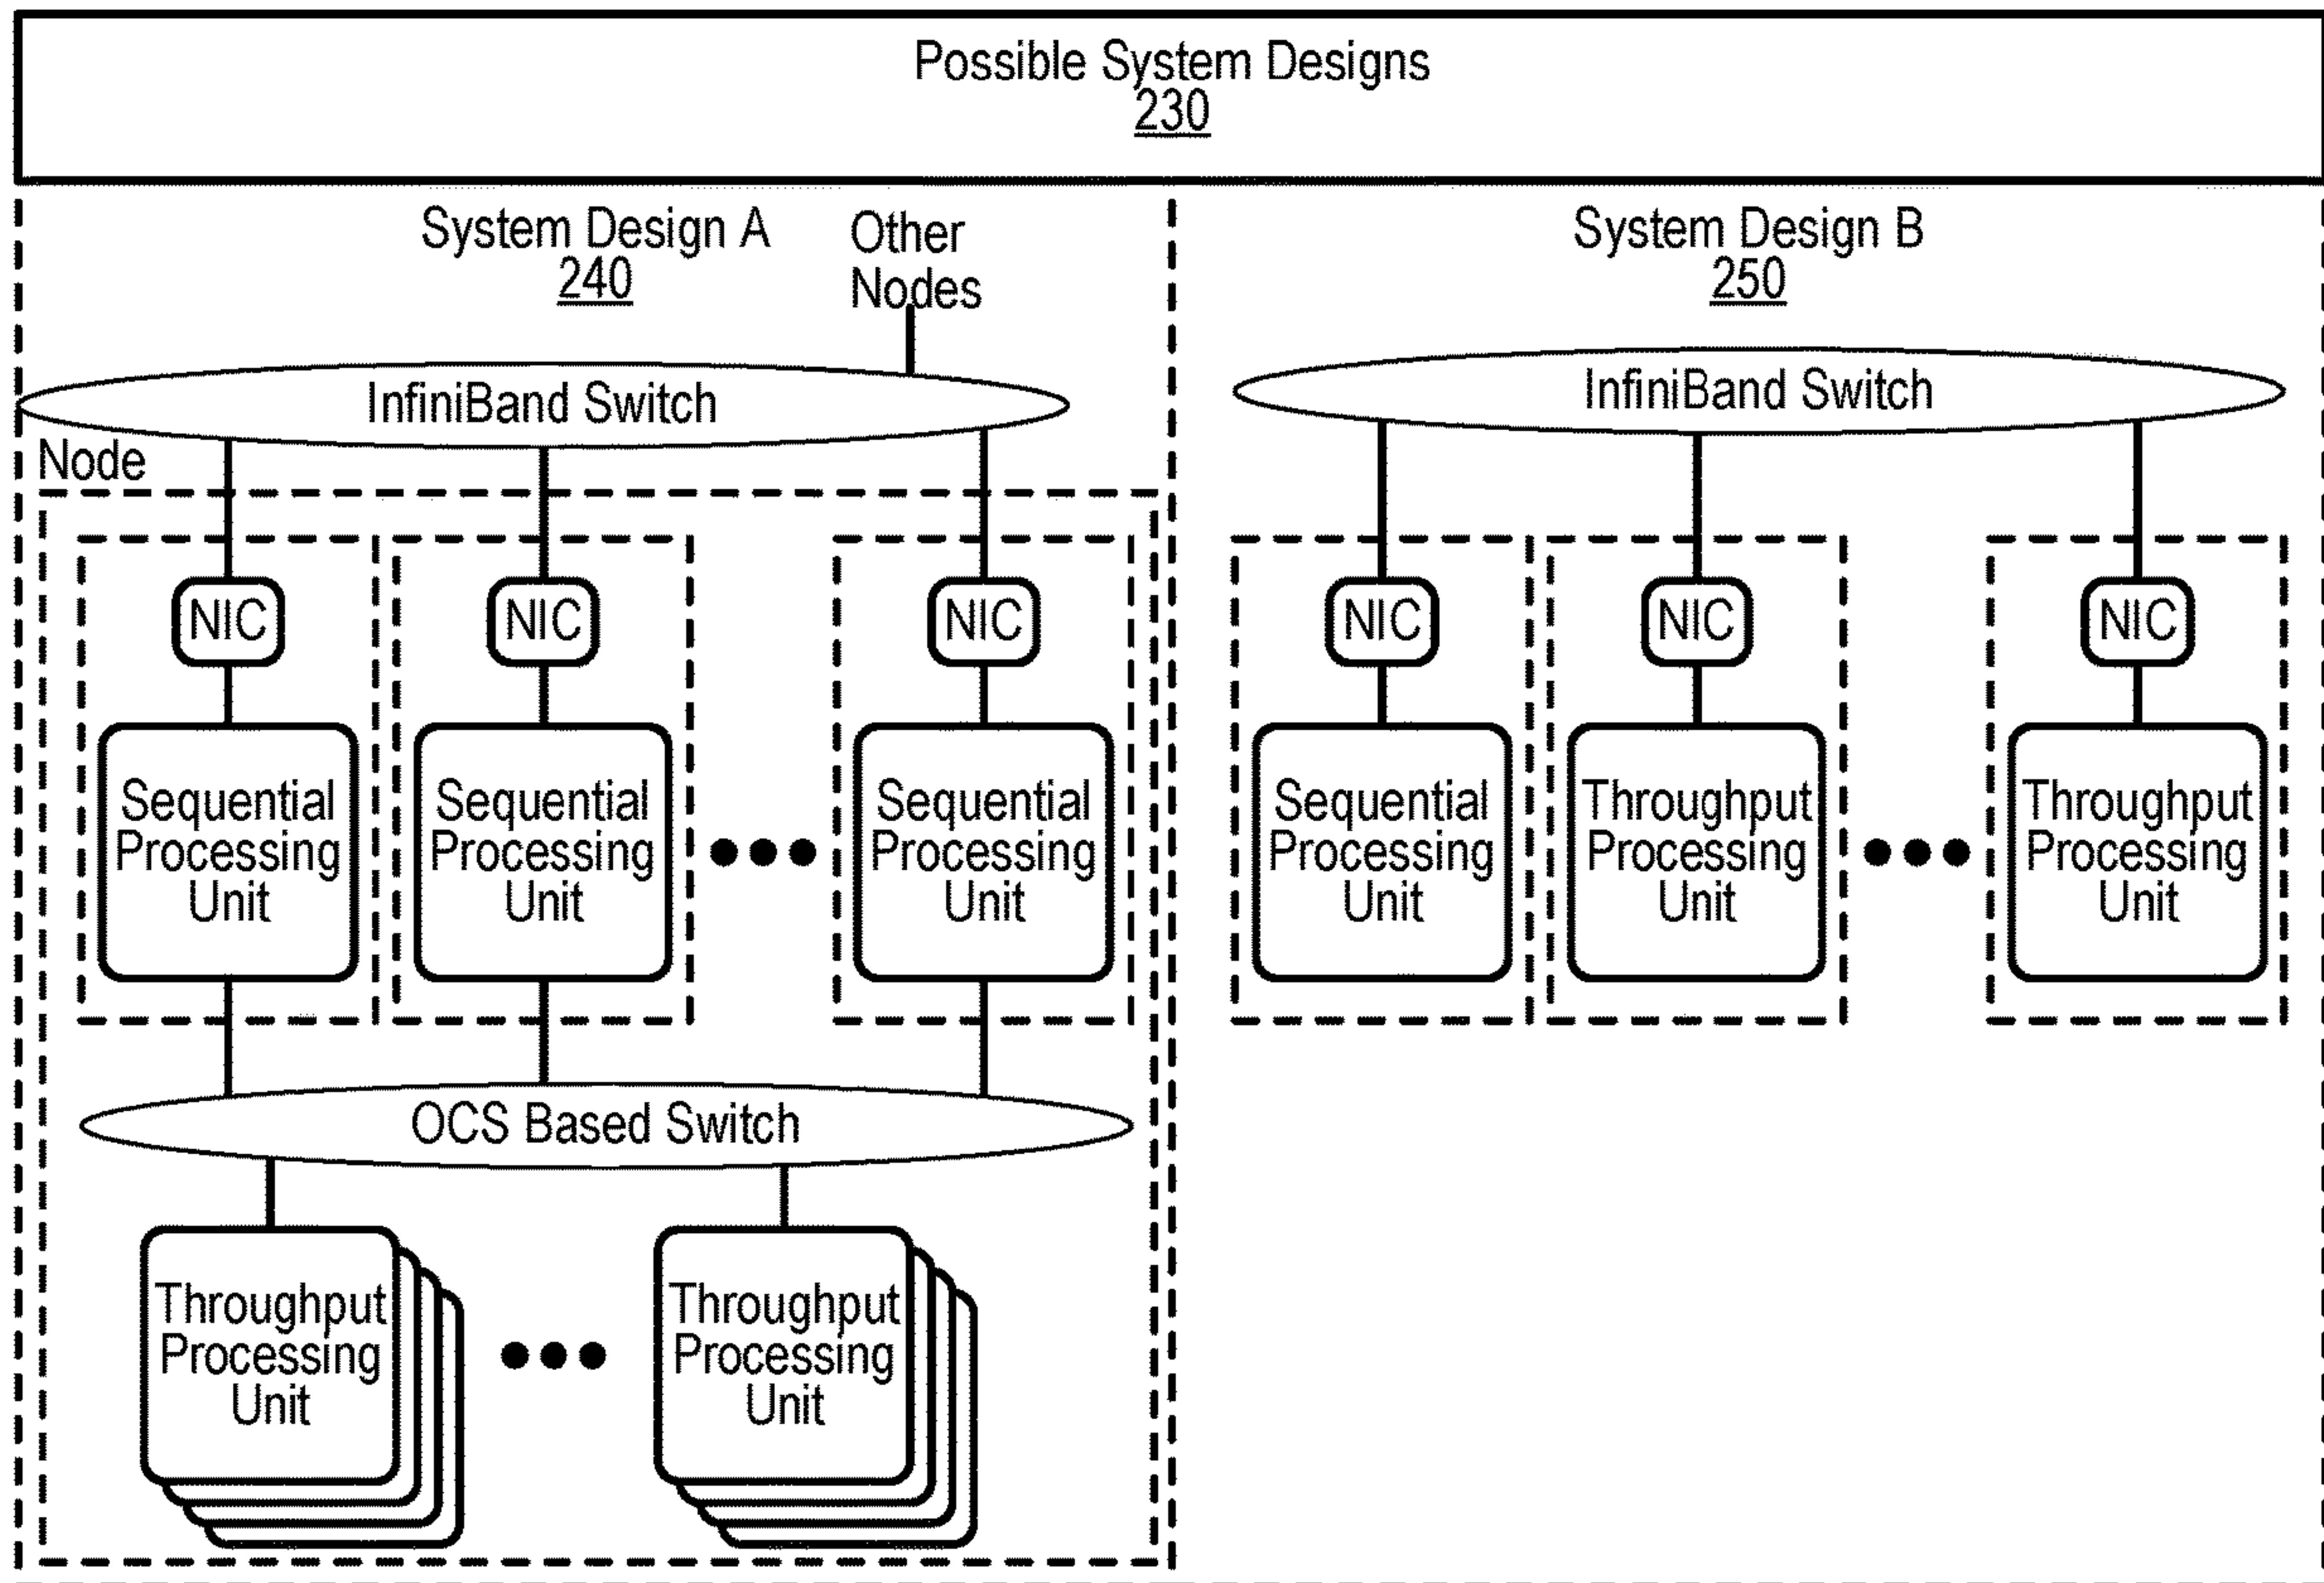 Possible System Designs
230
System Design A
240
Other
Nodes
InfiniBand Switch
Node
NIC
NIC
NIC
Sequential
Processing
Unit
Sequential
Processing
Unit
Sequential
Processing
Unit
OCS Based Switch
Throughput
Processing
Unit
Throughput
Processing
Unit
System Design B
250
InfiniBand Switch
NIC
NIC
NIC
Sequential
Processing
Unit
Throughput
Processing
Unit
Throughput
Processing
Unit